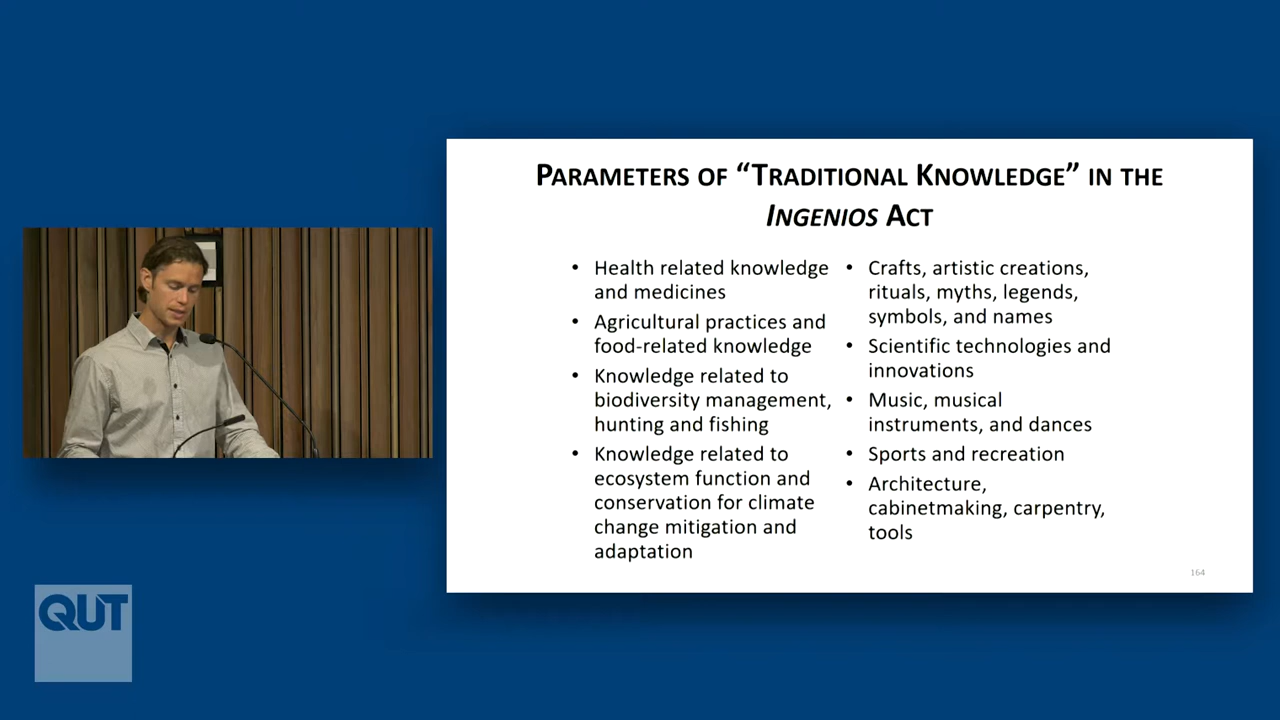 PARAMETERS OF “TRADITIONAL KNOWLEDGE” IN THE
INGENIOS ACT
• Health related knowledge
and medicines
• Agricultural practices and
food-related knowledge
• Knowledge related to
biodiversity management,
hunting and fishing
• Knowledge related to
ecosystem function and
conservation for climate
change mitigation and
adaptation
• Crafts, artistic creations,
rituals, myths, legends,
symbols, and names
• Scientific technologies and
innovations
• Music, musical
instruments, and dances
• Sports and recreation
• Architecture,
cabinetmaking, carpentry,
tools
164
QUT